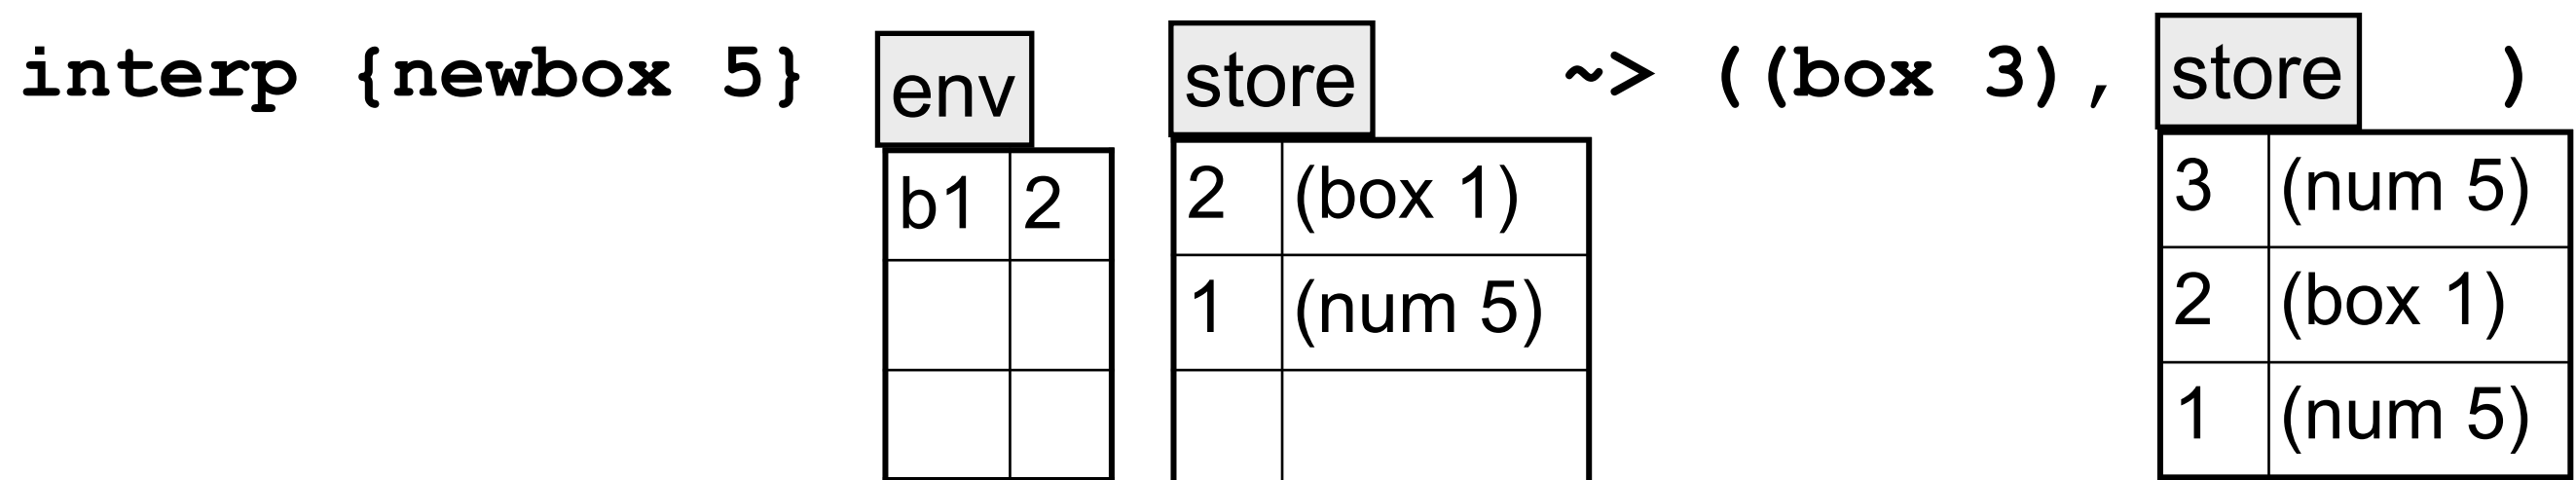 interp {newbox 5} env store ~> ((box 3), store )
b1 2 2 (box 1) 3 (num 5)
1 (num 5) 2 (box 1)
1 (num 5)